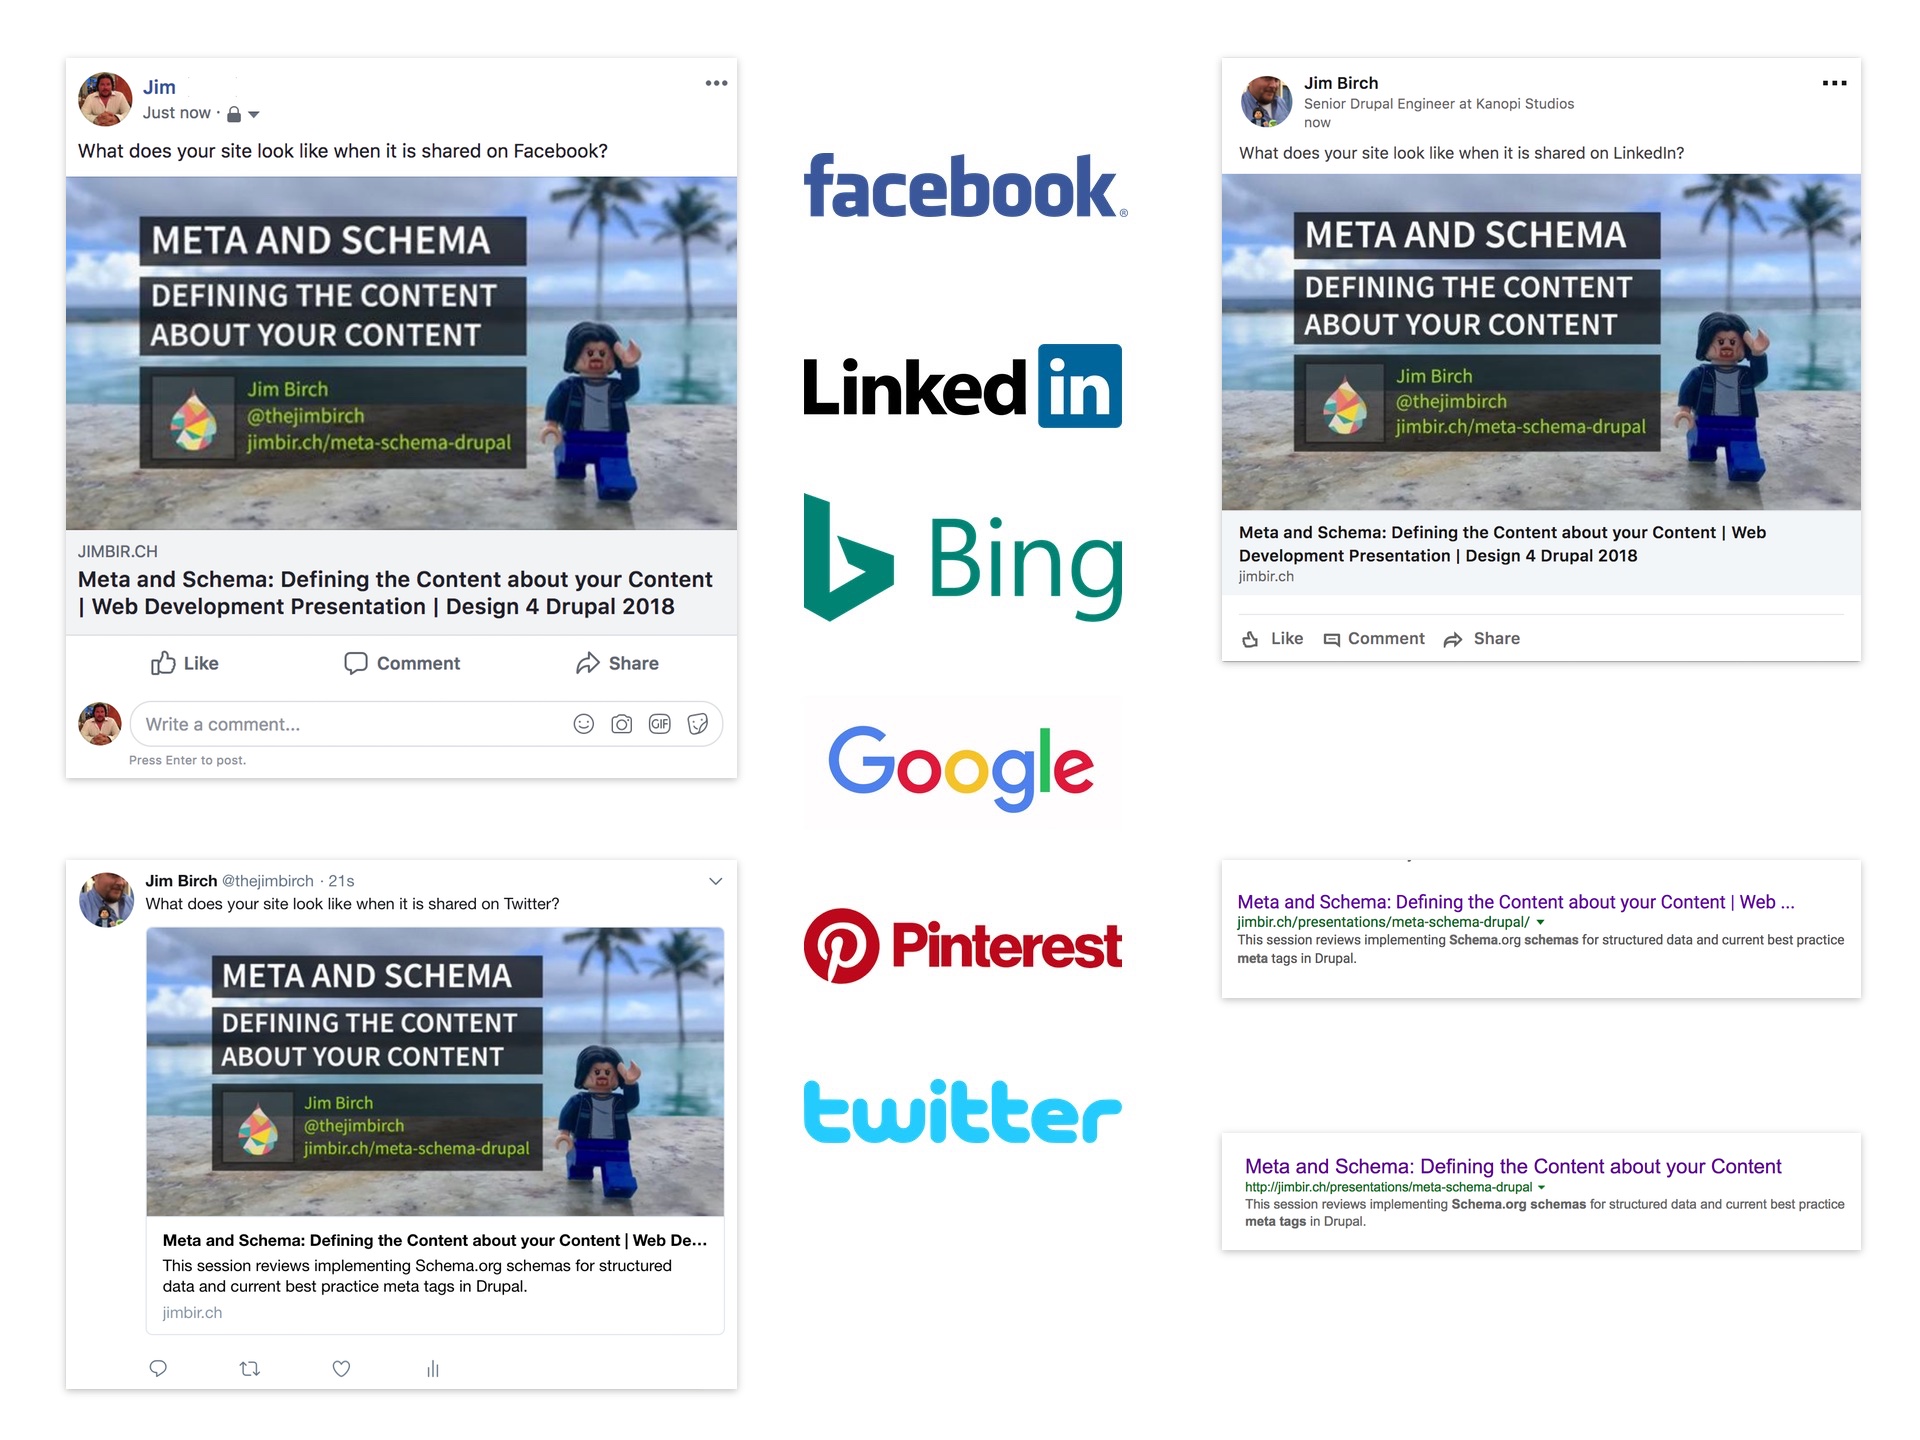 Jim
Just now ·
What does your site look like when it is shared on Facebook?
META AND SCHEMA
DEFINING THE CONTENT
ABOUT YOUR CONTENT
Jim Birch
@thejimbirch
jimbir.ch/meta-schema-drupal
JIMBIR.CH
Meta and Schema: Defining the Content about your Content
| Web Development Presentation | Design 4 Drupal 2018
Like Comment Share
Write a comment...
GIF
Press Enter to post.
Jim Birch @thejimbirch · 21s
What does your site look like when it is shared on Twitter?
META AND SCHEMA
DEFINING THE CONTENT
ABOUT YOUR CONTENT
Jim Birch
@thejimbirch
jimbir.ch/meta-schema-drupal
Meta and Schema: Defining the Content about your Content | Web De...
This session reviews implementing Schema.org schemas for structured
data and current best practice meta tags in Drupal.
jimbir.ch
facebook®
Linked in
Bing
Google
Pinterest
twitter
Jim Birch
Senior Drupal Engineer at Kanopi Studios
now
What does your site look like when it is shared on LinkedIn?
META AND SCHEMA
DEFINING THE CONTENT
ABOUT YOUR CONTENT
Jim Birch
@thejimbirch
jimbir.ch/meta-schema-drupal
Meta and Schema: Defining the Content about your Content | Web
Development Presentation | Design 4 Drupal 2018
jimbir.ch
Like Comment Share
Meta and Schema: Defining the Content about your Content | Web ...
jimbir.ch/presentations/meta-schema-drupal/
This session reviews implementing Schema.org schemas for structured data and current best practice
meta tags in Drupal.
Meta and Schema: Defining the Content about your Content
http://jimbir.ch/presentations/meta-schema-drupal
This session reviews implementing Schema.org schemas for structured data and current best practice
meta tags in Drupal.